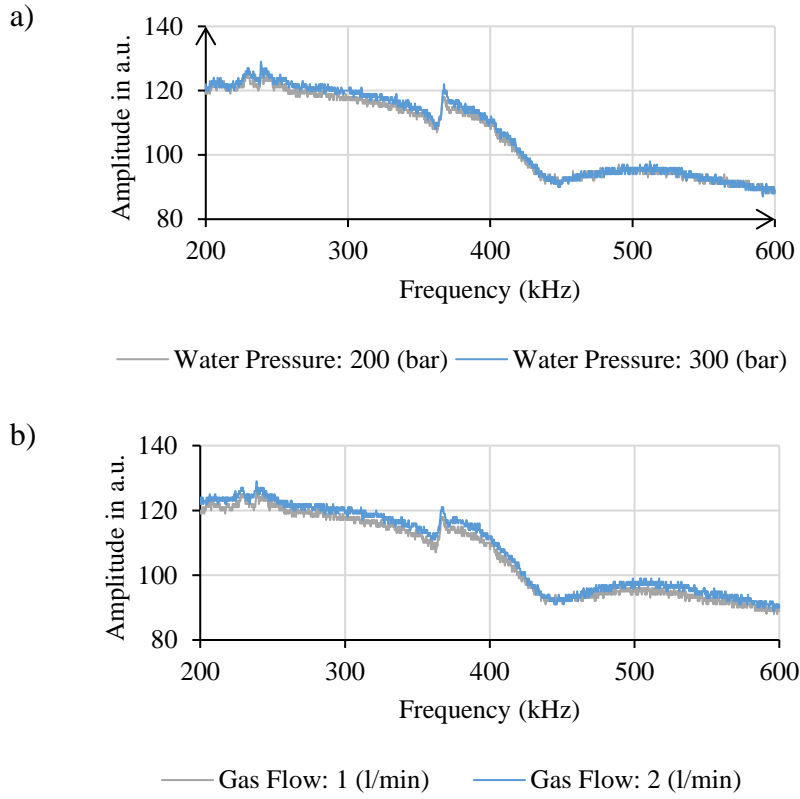 a)
140
120
100
80
Amplitude in a.u.
200 300 400 500 600
Frequency (kHz)
Water Pressure: 200 (bar) Water Pressure: 300 (bar)
b)
140
120
100
80
Amplitude in a.u.
200 300 400 500 600
Frequency (kHz)
Gas Flow: 1 (l/min) Gas Flow: 2 (l/min)